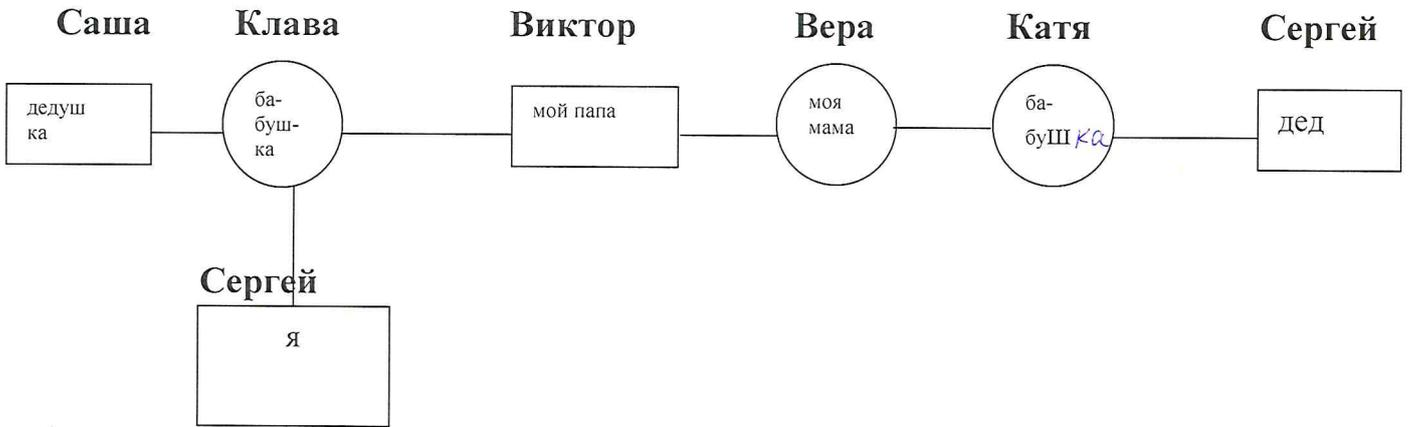 Саша Клава Виктор Вера Катя Сергей
дедуш
ка
ба-
буш-
ка
мой папа
моя
мама
ба-
буШка
дед
Сергей
я